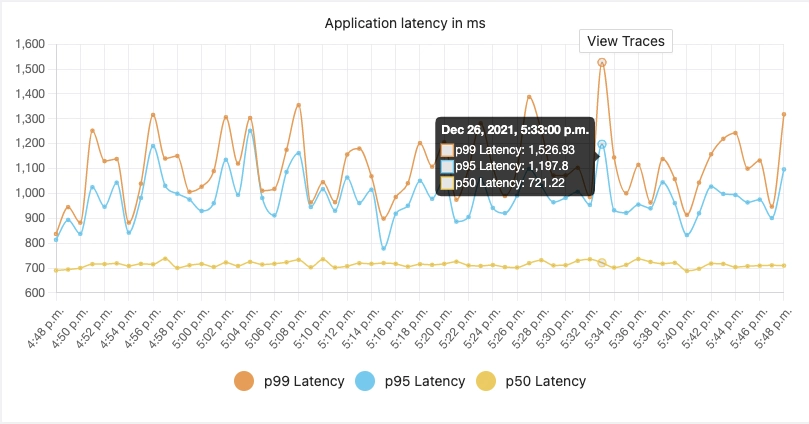 Application latency in ms
View Traces
1,600
1,500
1,400
1,300
1,200
1,100
1,000
900
800
700
600
Dec 26, 2021, 5:33:00 p.m.
p99 Latency: 1,526.93
p95 Latency: 1,197.8
p50 Latency: 721.22
4:48 p.m.
4:50 p.m.
4:52 p.m.
4:54 p.m.
4:56 p.m.
4:58 p.m.
5:00 p.m.
5:02 p.m.
5:04 p.m.
5:06 p.m.
5:08 p.m.
5:10 p.m.
5:12 p.m.
5:14 p.m.
5:16 p.m.
5:18 p.m.
5:20 p.m.
5:22 p.m.
5:24 p.m.
5:26 p.m.
5:28 p.m.
5:30 p.m.
5:32 p.m.
5:34 p.m.
5:36 p.m.
5:38 p.m.
5:40 p.m.
5:42 p.m.
5:44 p.m.
5:46 p.m.
5:48 p.m.
p99 Latency p95 Latency p50 Latency